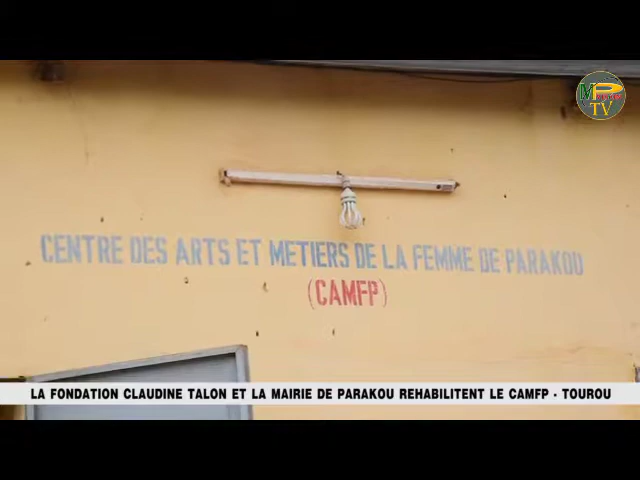 TV
CENTRE DES ARTS ET METIERS DE LA FEMME DE PARAKOU
(CAMFP)
LA FONDATION CLAUDINE TALON ET LA MAIRIE DE PARAKOU REHABILITENT LE CAMFP - TOUROU